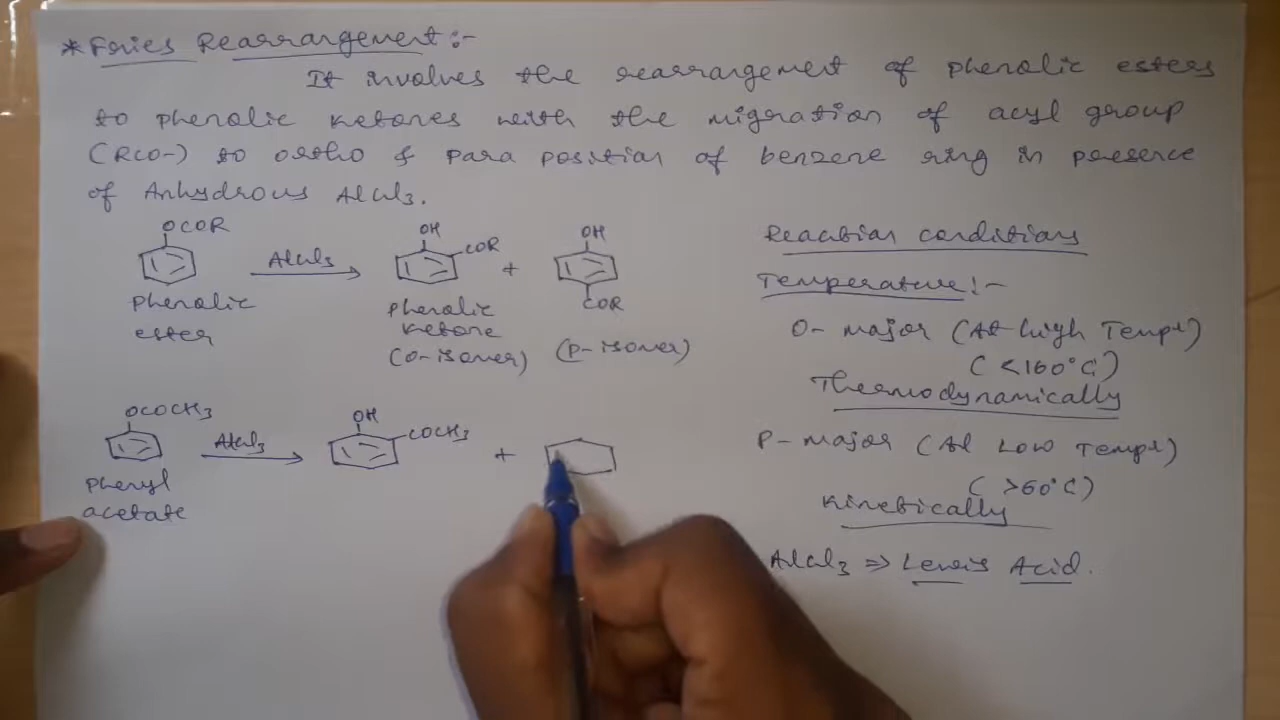 * Fries Rearrangement:-
It involves the rearrangement of phenolic esters
to phenolic ketones with the migration of acyl group
(RCO-) to ortho & para position of benzene ring in presence
of Anhydrous AlCl3.
OCOR
AlCl3
OH
COR
+
OH
COR
Phenolic
ester
phenolic
ketone
(o-isomer)
(p-isomer)
Reaction conditions
Temperature:-
O- major (At high Tempr)
(<160°C)
Thermodynamically
P- major (At Low Tempr)
(>60°C)
Kinetically
AlCl3 ⇒ Lewis Acid.
OCOCH3
AlCl3
OH
COCH3
+
phenyl
acetate